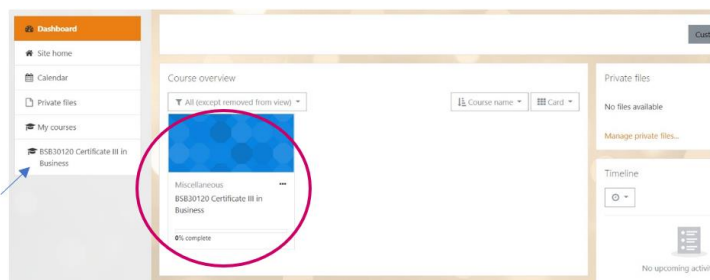 Dashboard
Site home
Calendar
Private files
My courses
BSB30120 Certificate III in
Business
Course overview
All (except removed from view)
Course name
Card
Miscellaneous
BSB30120 Certificate III in
Business
0% complete
Private files
No files available
Manage private files...
Timeline
No upcoming